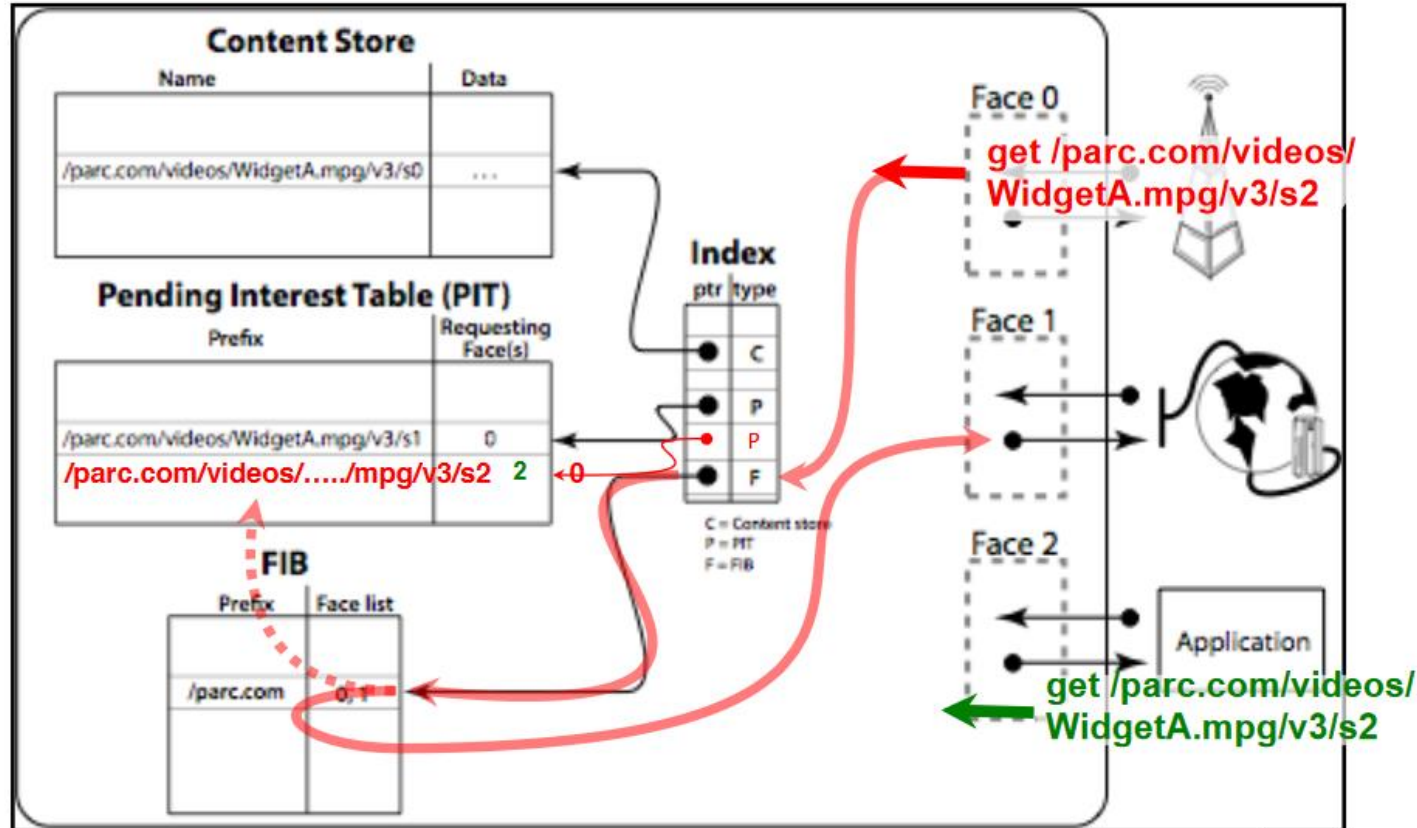 Content Store
Name Data
/parc.com/videos/WidgetA.mpg/v3/s0 ...
Pending Interest Table (PIT)
Prefix Requesting
Face(s)
/parc.com/videos/WidgetA.mpg/v3/s1 0
/parc.com/videos/…../mpg/v3/s2 2 0
FIB
Prefix Face list
/parc.com 0, 1
Index
ptr type
C
P
P
F
C = Content store
P = PIT
F = FIB
Face 0
get /parc.com/videos/
WidgetA.mpg/v3/s2
Face 1
Face 2
Application
get /parc.com/videos/
WidgetA.mpg/v3/s2